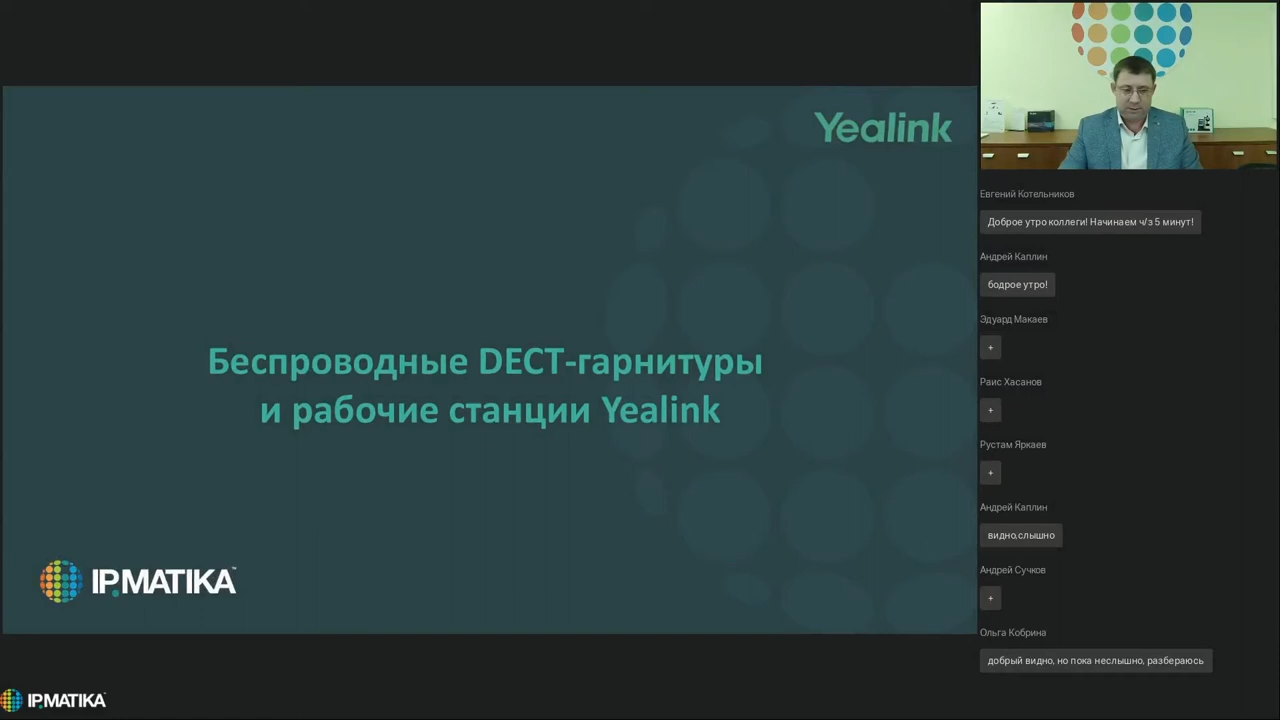 Yealink
Беспроводные DECT-гарнитуры
и рабочие станции Yealink
IPMATIKA™
IPMATIKA™
Евгений Котельников
Доброе утро коллеги! Начинаем ч/з 5 минут!
Андрей Каплин
бодрое утро!
Эдуард Макаев
+
Раис Хасанов
+
Рустам Яркаев
+
Андрей Каплин
видно,слышно
Андрей Сучков
+
Ольга Кобрина
добрый видно, но пока неслышно, разбераюсь